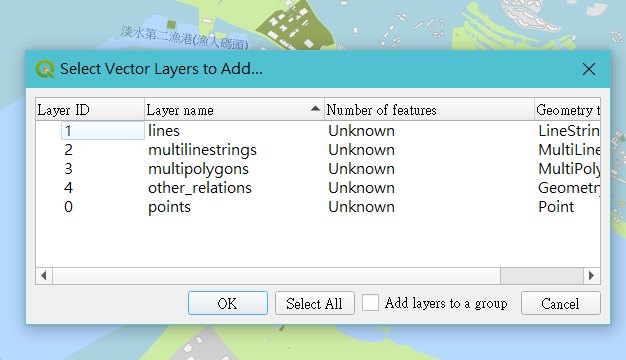 淡水第二漁港(漁人碼頭)
Select Vector Layers to Add...
Layer ID Layer name Number of features Geometry t
1 lines Unknown LineStrin
2 multilinestrings Unknown MultiLine
3 multipolygons Unknown MultiPoly
4 other_relations Unknown Geometry
0 points Unknown Point
OK Select All Add layers to a group Cancel